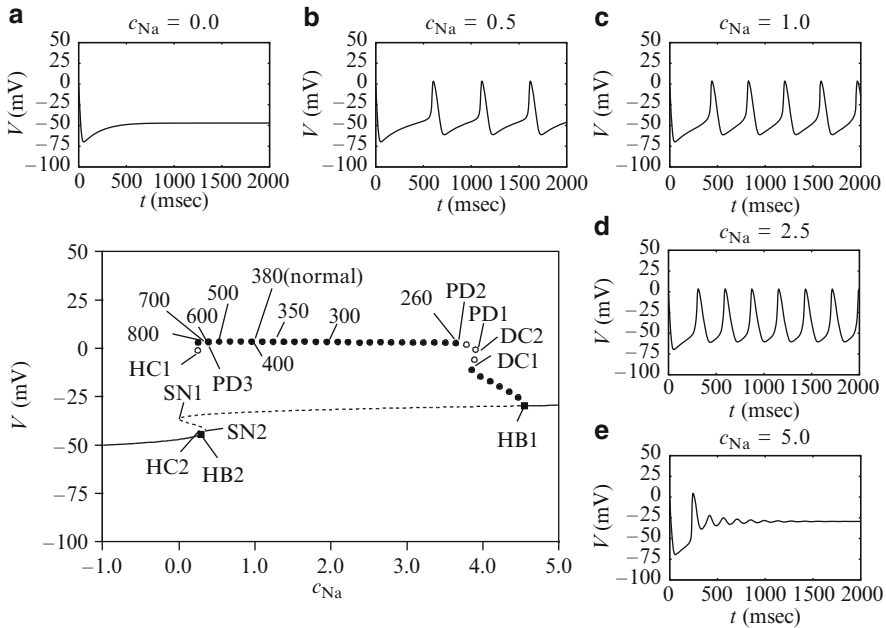 a
c_Na = 0.0
V (mV)
50
25
0
−25
−50
−75
−100
0 500 1000 1500 2000
t (msec)
b
c_Na = 0.5
V (mV)
50
25
0
−25
−50
−75
−100
0 500 1000 1500 2000
t (msec)
c
c_Na = 1.0
V (mV)
50
25
0
−25
−50
−75
−100
0 500 1000 1500 2000
t (msec)
V (mV)
50
25
0
−25
−50
−75
−100
380(normal)
500
700
600
800
350
300
260
PD2
PD1
DC2
DC1
400
HC1
PD3
SN1
SN2
HC2
HB2
HB1
−1.0 0.0 1.0 2.0 3.0 4.0 5.0
c_Na
d
c_Na = 2.5
V (mV)
50
25
0
−25
−50
−75
−100
0 500 1000 1500 2000
t (msec)
e
c_Na = 5.0
V (mV)
50
25
0
−25
−50
−75
−100
0 500 1000 1500 2000
t (msec)